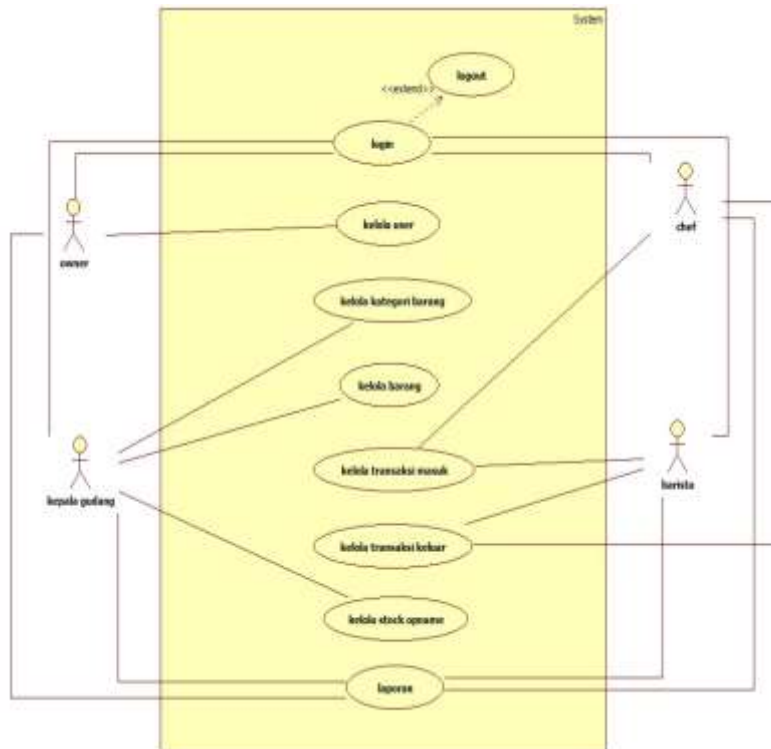 System
logout
<<extend>>
login
owner
chef
kelola user
kelola kategori barang
kelola barang
kepala gudang
kelola transaksi masuk
barista
kelola transaksi keluar
kelola stock opname
laporan